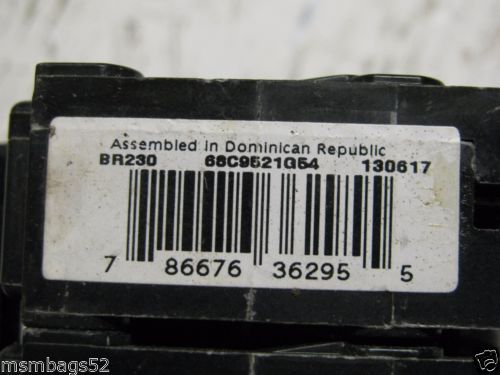 Assembled in Dominican Republic
BR230 68C9521G54 130617
7 86676 36295 5
msmbags52